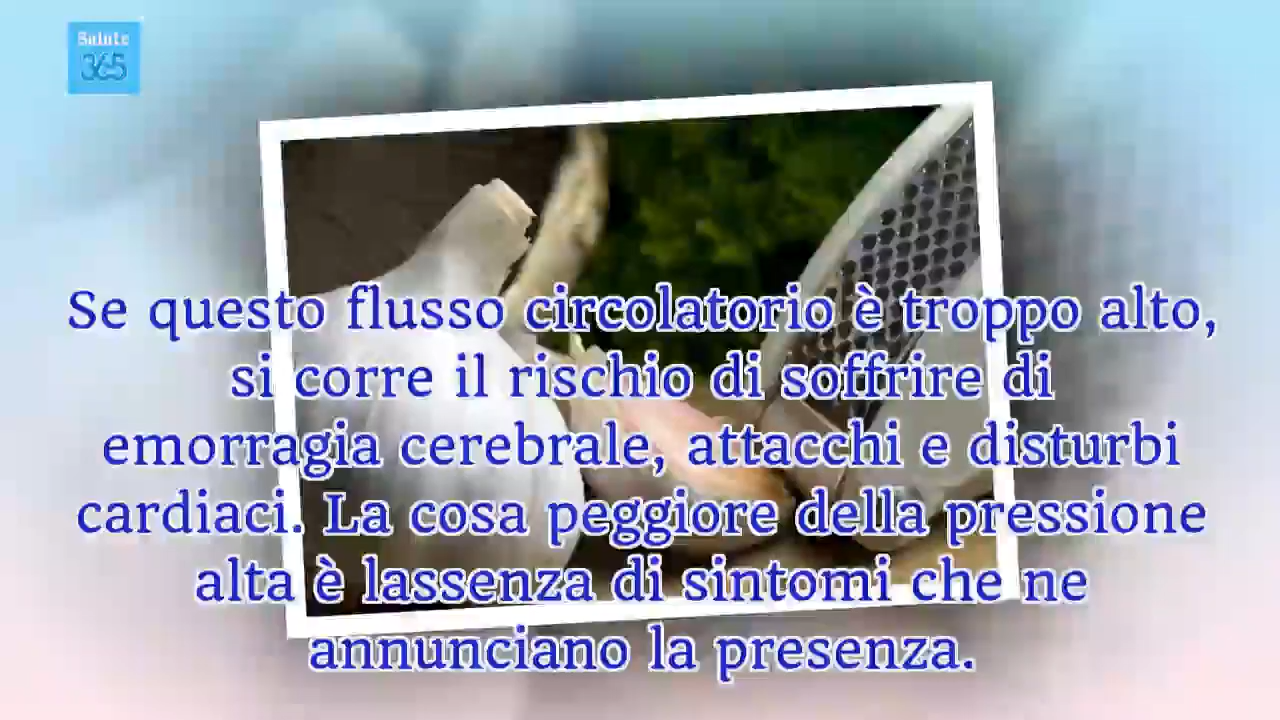 Salute
365
Se questo flusso circolatorio è troppo alto,
si corre il rischio di soffrire di
emorragia cerebrale, attacchi e disturbi
cardiaci. La cosa peggiore della pressione
alta è lassenza di sintomi che ne
annunciano la presenza.